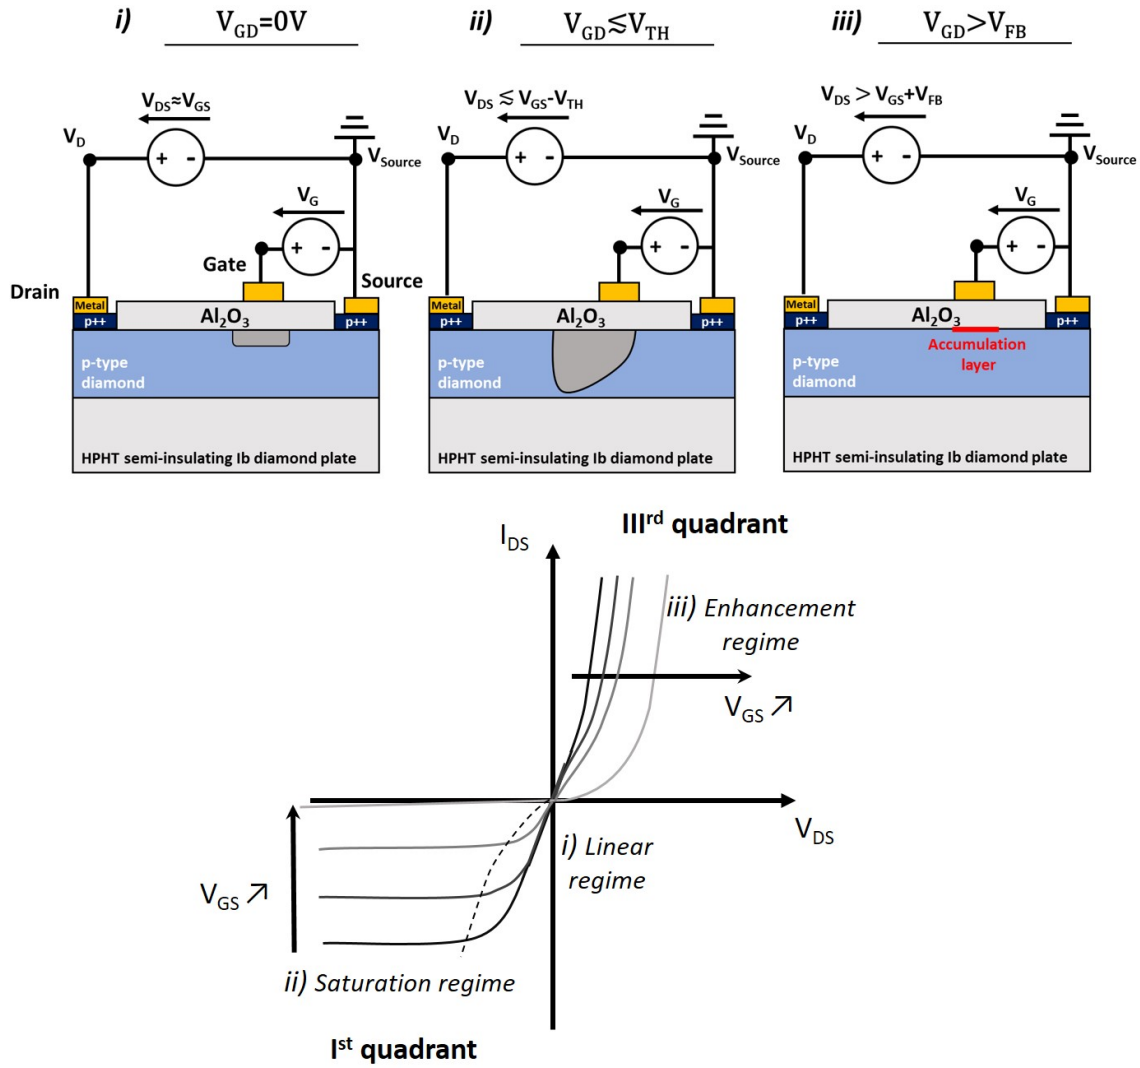 i) V_GD=0V
ii) V_GD≲V_TH
iii) V_GD>V_FB
V_DS≈V_GS
V_D
V_Source
V_G
+ -
+ -
Gate
Drain
Source
Metal
p++
Al2O3
p++
p-type
diamond
HPHT semi-insulating Ib diamond plate
V_DS ≲ V_GS-V_TH
V_D
V_Source
V_G
+ -
+ -
Metal
p++
Al2O3
p++
p-type
diamond
HPHT semi-insulating Ib diamond plate
V_DS > V_GS+V_FB
V_D
V_Source
V_G
+ -
+ -
Metal
p++
Al2O3
p++
Accumulation
layer
p-type
diamond
HPHT semi-insulating Ib diamond plate
I_DS
IIIrd quadrant
iii) Enhancement
regime
V_GS ↗
V_DS
i) Linear
regime
V_GS ↗
ii) Saturation regime
Ist quadrant